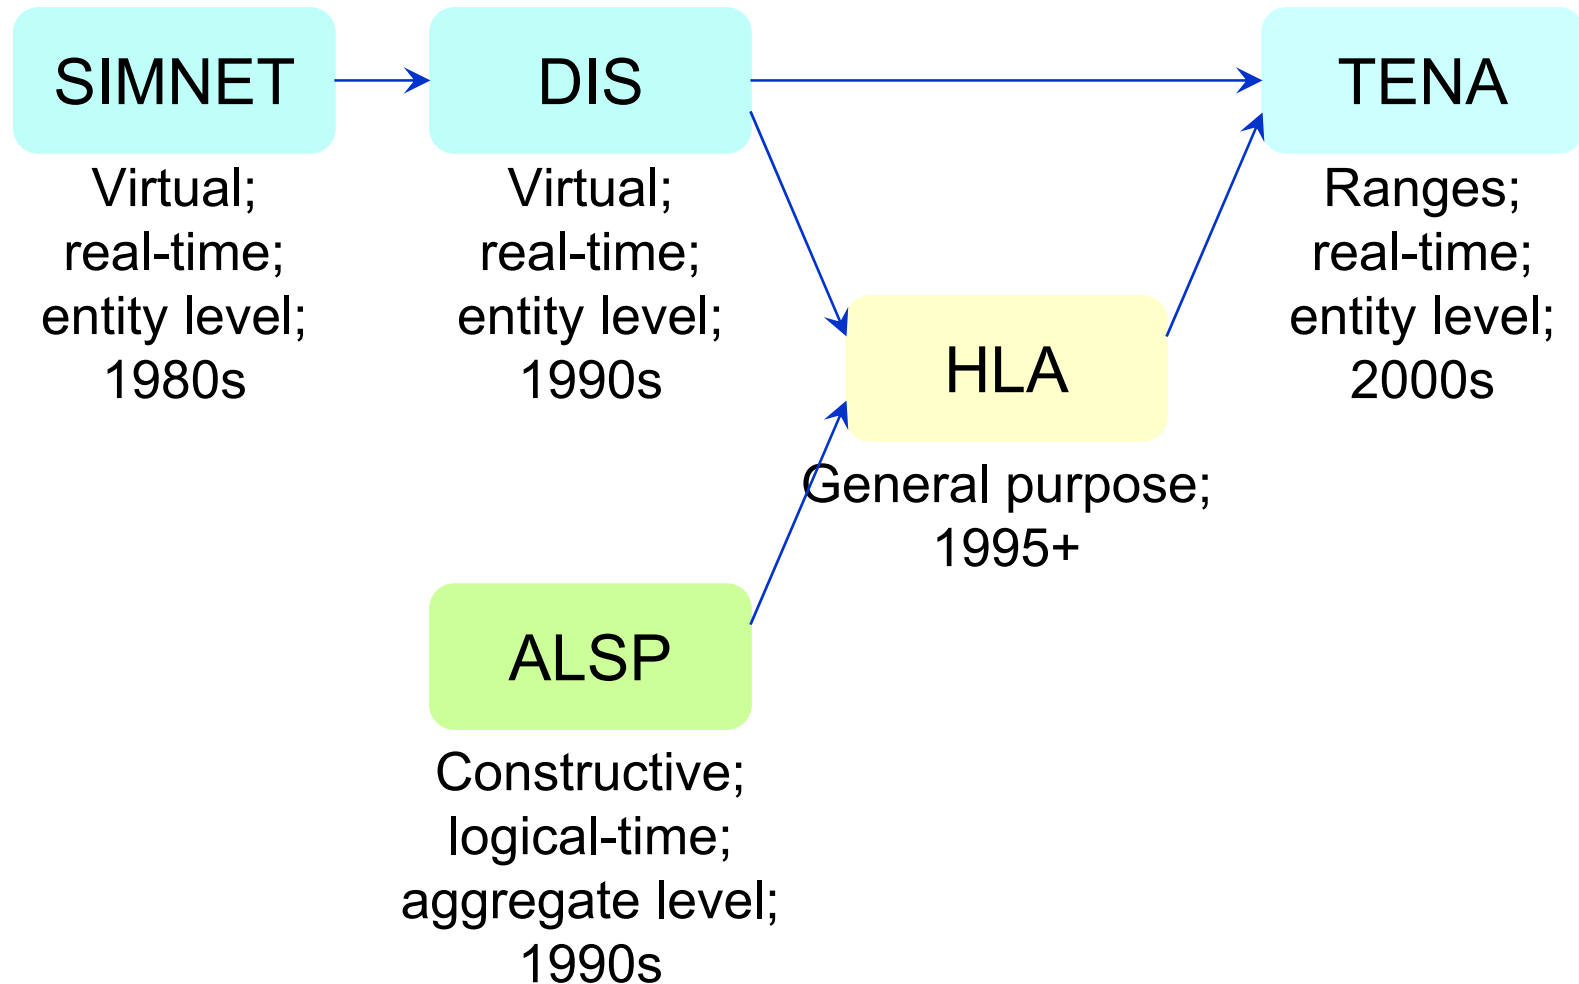 SIMNET
Virtual;
real-time;
entity level;
1980s
DIS
Virtual;
real-time;
entity level;
1990s
TENA
Ranges;
real-time;
entity level;
2000s
HLA
General purpose;
1995+
ALSP
Constructive;
logical-time;
aggregate level;
1990s